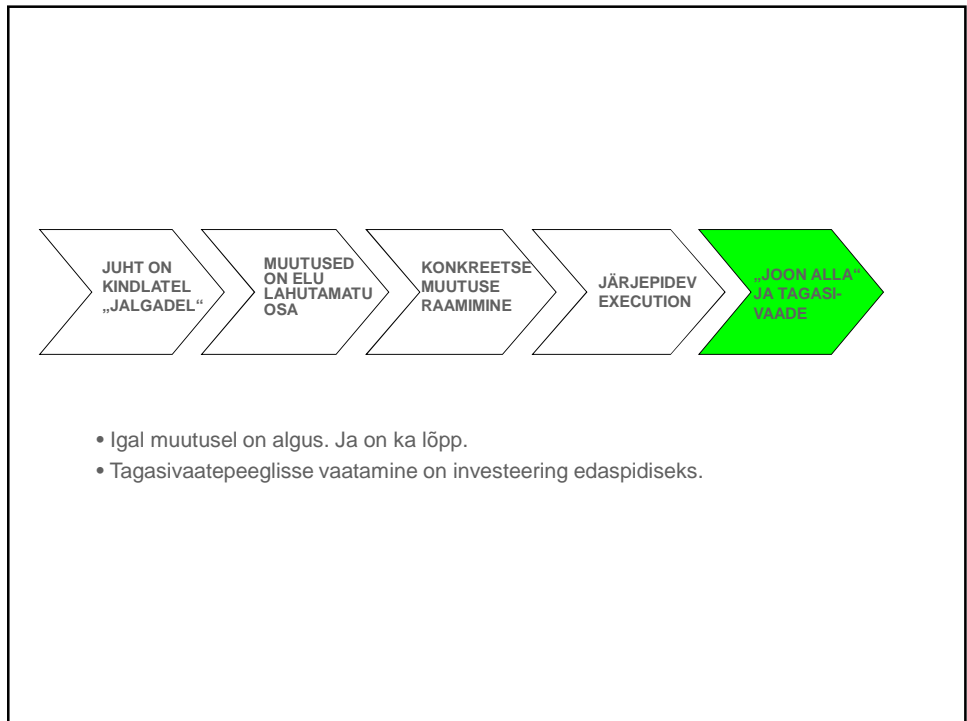 JUHT ON
KINDLATEL
„JALGADEL“
MUUTUSED
ON ELU
LAHUTAMATU
OSA
KONKREETSE
MUUTUSE
RAAMIMINE
JÄRJEPIDEV
EXECUTION
„JOON ALLA“
JA TAGASI-
VAADE
• Igal muutusel on algus. Ja on ka lõpp.
• Tagasivaatepeeglisse vaatamine on investeering edaspidiseks.